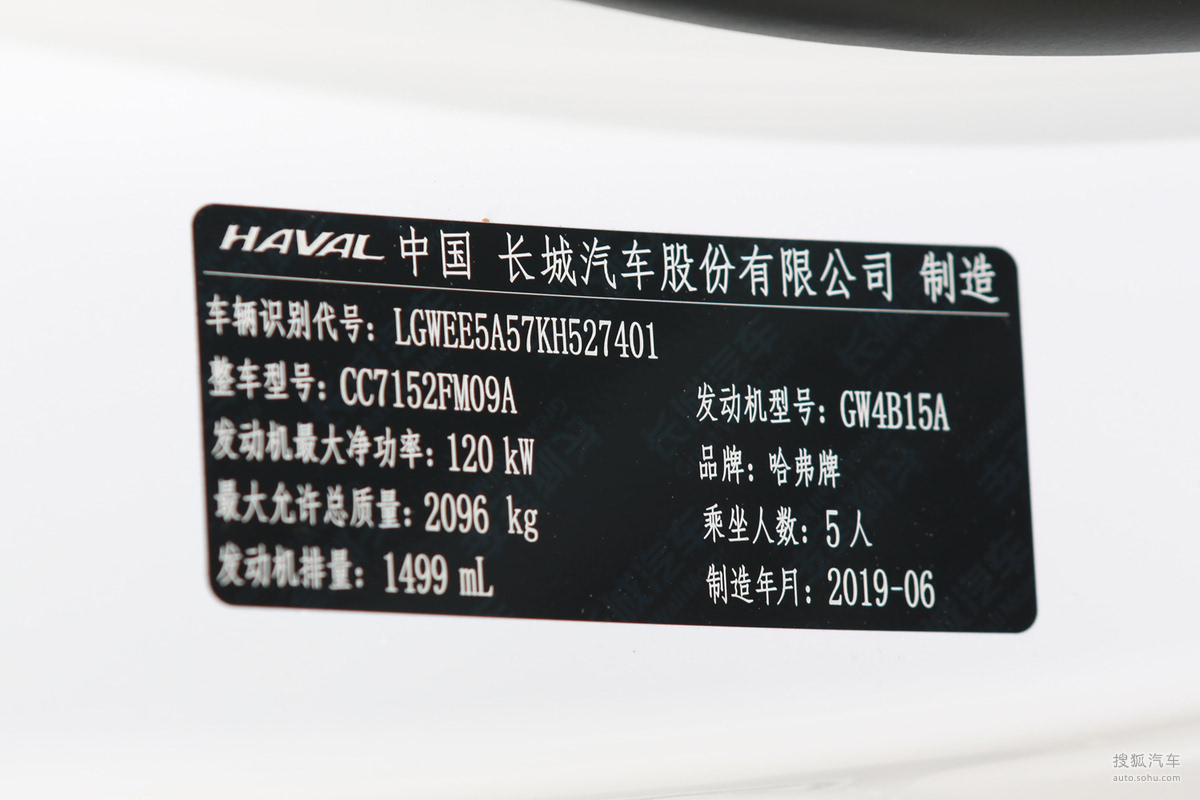 HAVAL 中国 长城汽车股份有限公司 制造
车辆识别代号：LGWEE5A57KH527401
整车型号：CC7152FM09A
发动机型号：GW4B15A
发动机最大净功率：120 kW
品牌：哈弗牌
最大允许总质量：2096 kg
乘坐人数：5人
发动机排量：1499 mL
制造年月：2019-06
搜狐汽车
auto.sohu.com